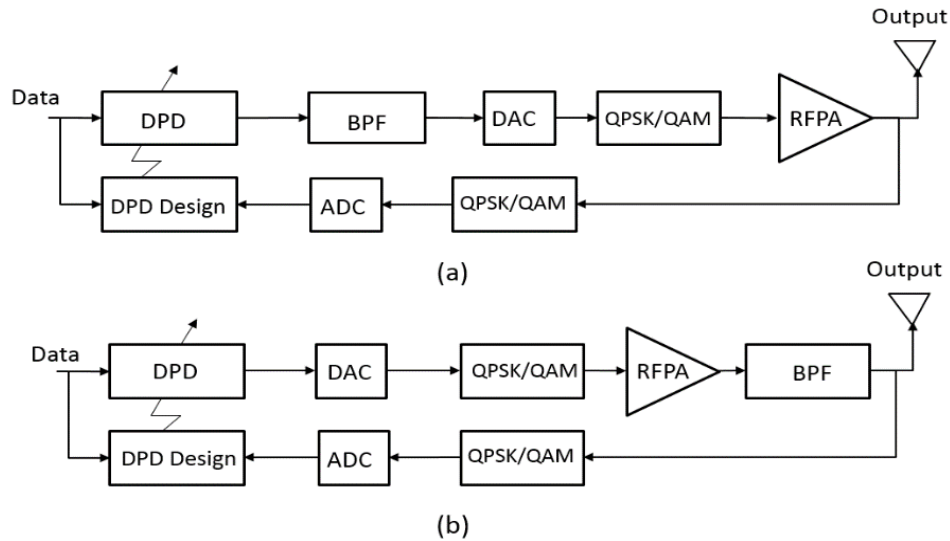 Output
Data
DPD
BPF
DAC
QPSK/QAM
RFPA
DPD Design
ADC
QPSK/QAM
(a)
Output
Data
DPD
DAC
QPSK/QAM
RFPA
BPF
DPD Design
ADC
QPSK/QAM
(b)